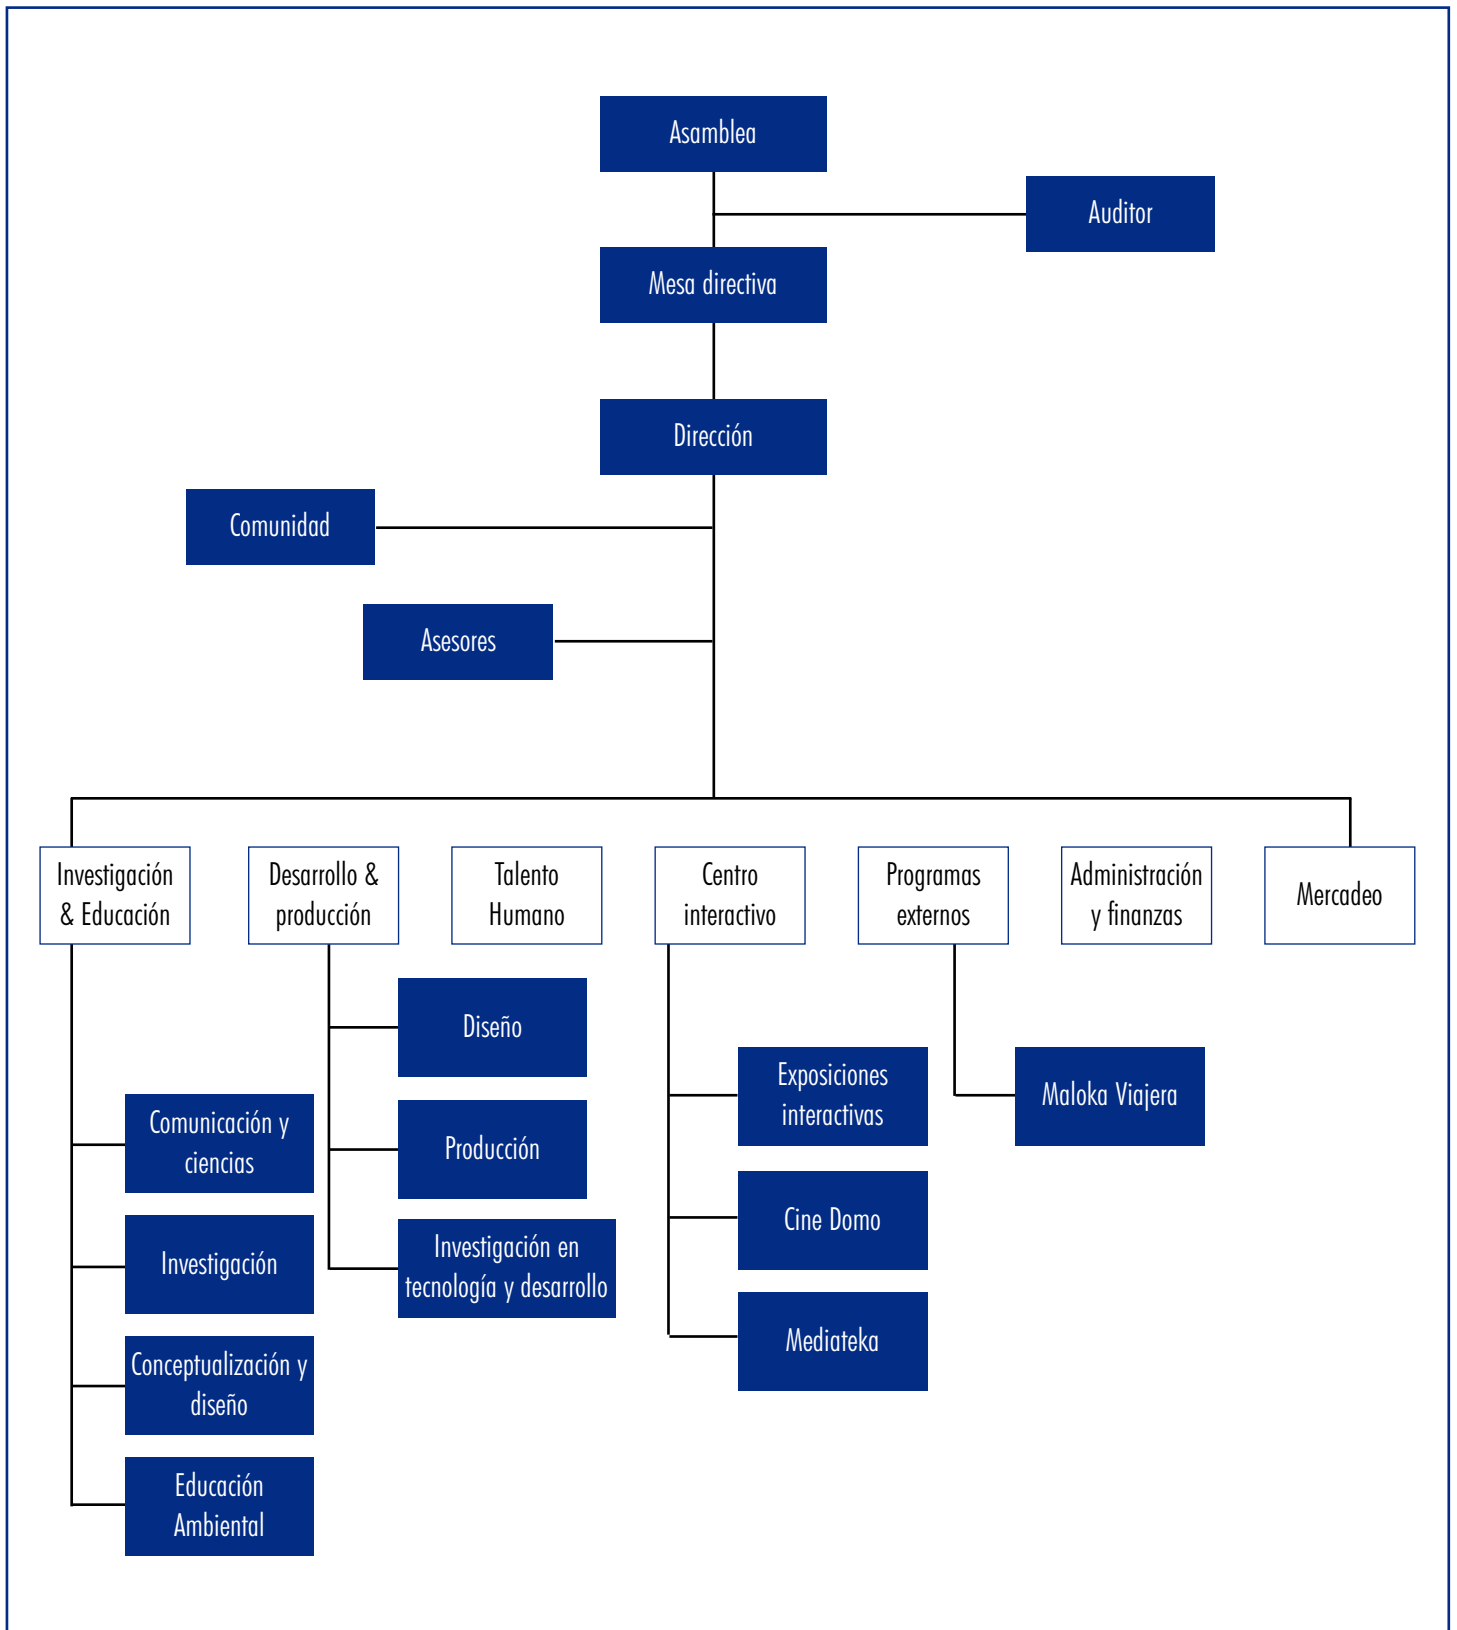 Asamblea
Auditor
Mesa directiva
Dirección
Comunidad
Asesores
Investigación
& Educación
Desarrollo &
producción
Talento
Humano
Centro
interactivo
Programas
externos
Administración
y finanzas
Mercadeo
Comunicación y
ciencias
Investigación
Conceptualización y
diseño
Educación
Ambiental
Diseño
Producción
Investigación en
tecnología y desarrollo
Exposiciones
interactivas
Cine Domo
Mediateka
Maloka Viajera